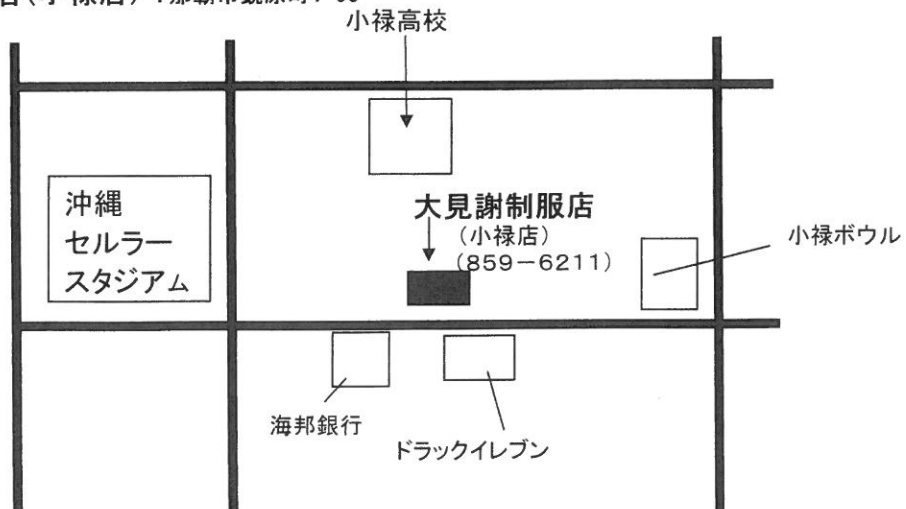 小禄高校
沖縄
セルラー
スタジアム
大見謝制服店
(小禄店)
(859−6211)
小禄ボウル
海邦銀行
ドラックイレブン